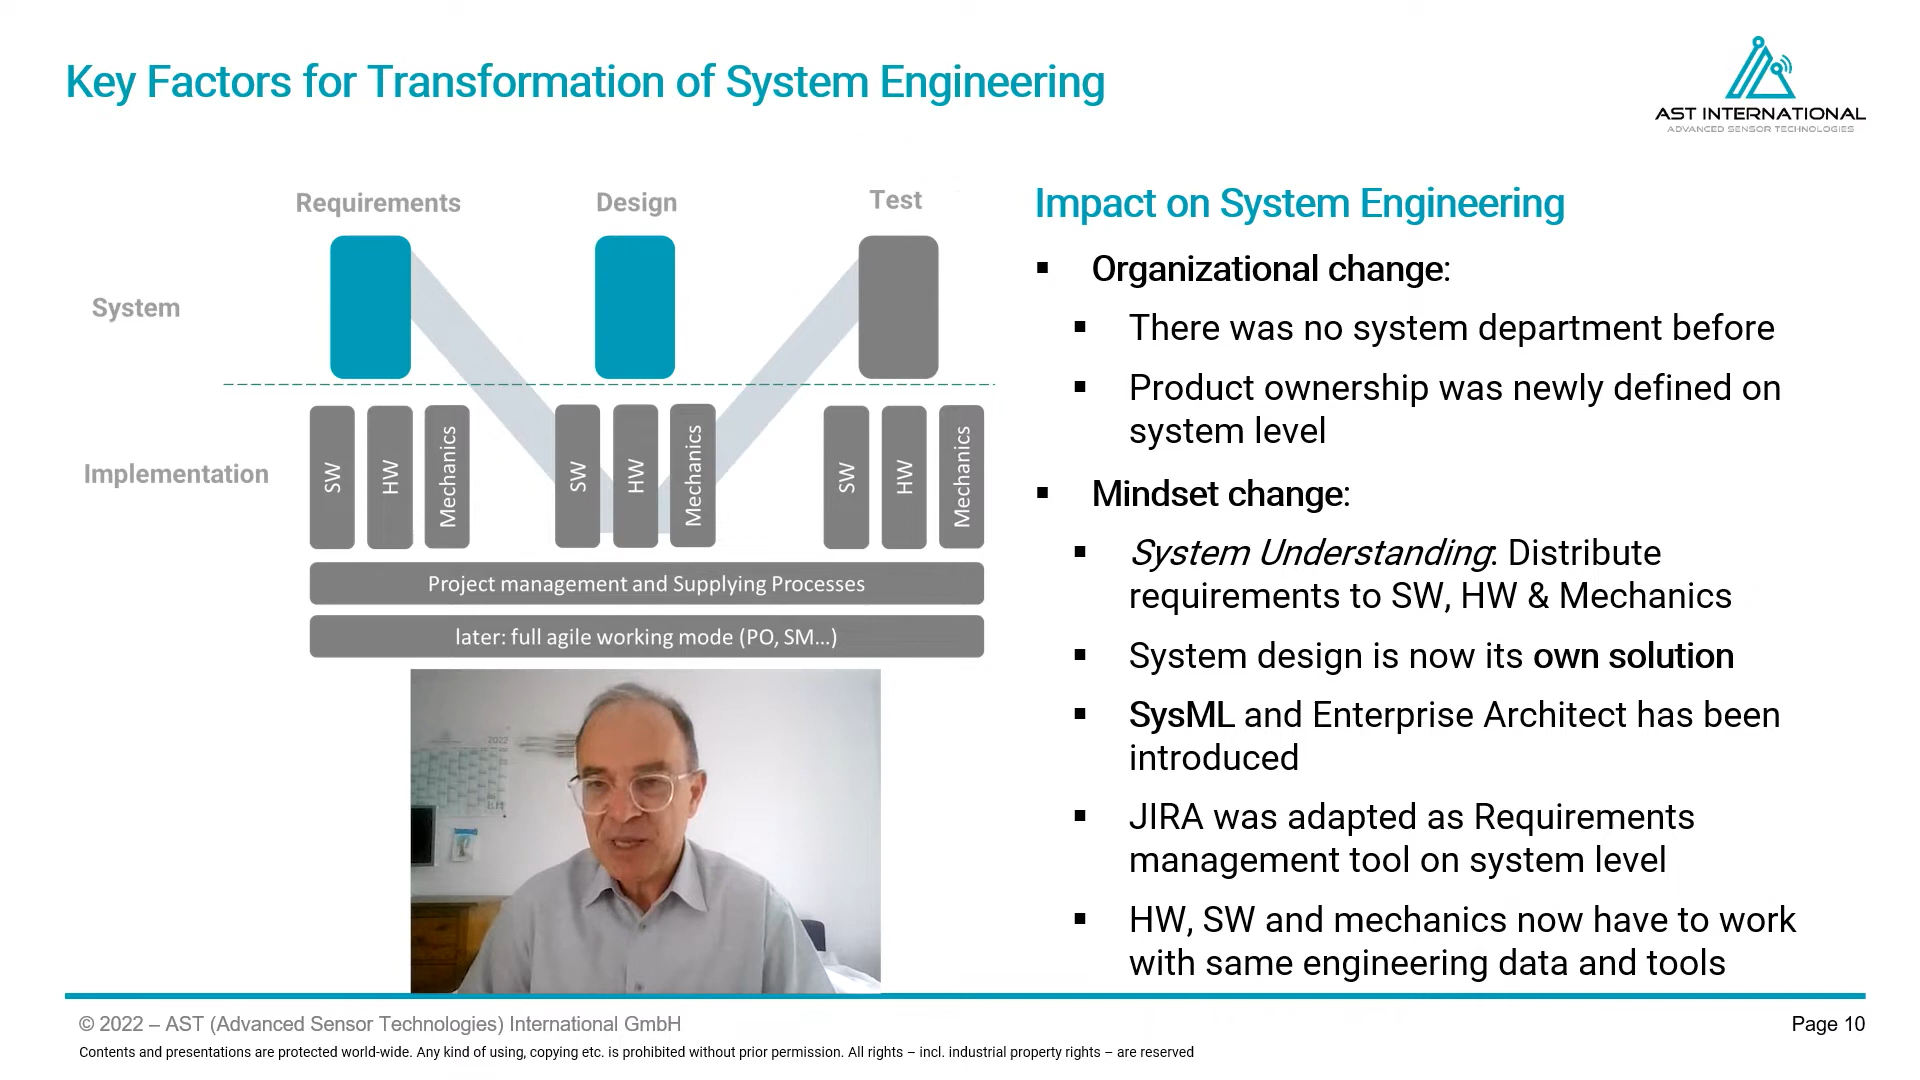 Key Factors for Transformation of System Engineering
AST INTERNATIONAL
ADVANCED SENSOR TECHNOLOGIES
Requirements
Design
Test
System
Implementation
SW
HW
Mechanics
SW
HW
Mechanics
SW
HW
Mechanics
Project management and Supplying Processes
later: full agile working mode (PO, SM...)
2022
Impact on System Engineering
▪ Organizational change:
▪ There was no system department before
▪ Product ownership was newly defined on
system level
▪ Mindset change:
▪ System Understanding: Distribute
requirements to SW, HW & Mechanics
▪ System design is now its own solution
▪ SysML and Enterprise Architect has been
introduced
▪ JIRA was adapted as Requirements
management tool on system level
▪ HW, SW and mechanics now have to work
with same engineering data and tools
© 2022 – AST (Advanced Sensor Technologies) International GmbH
Page 10
Contents and presentations are protected world-wide. Any kind of using, copying etc. is prohibited without prior permission. All rights – incl. industrial property rights – are reserved